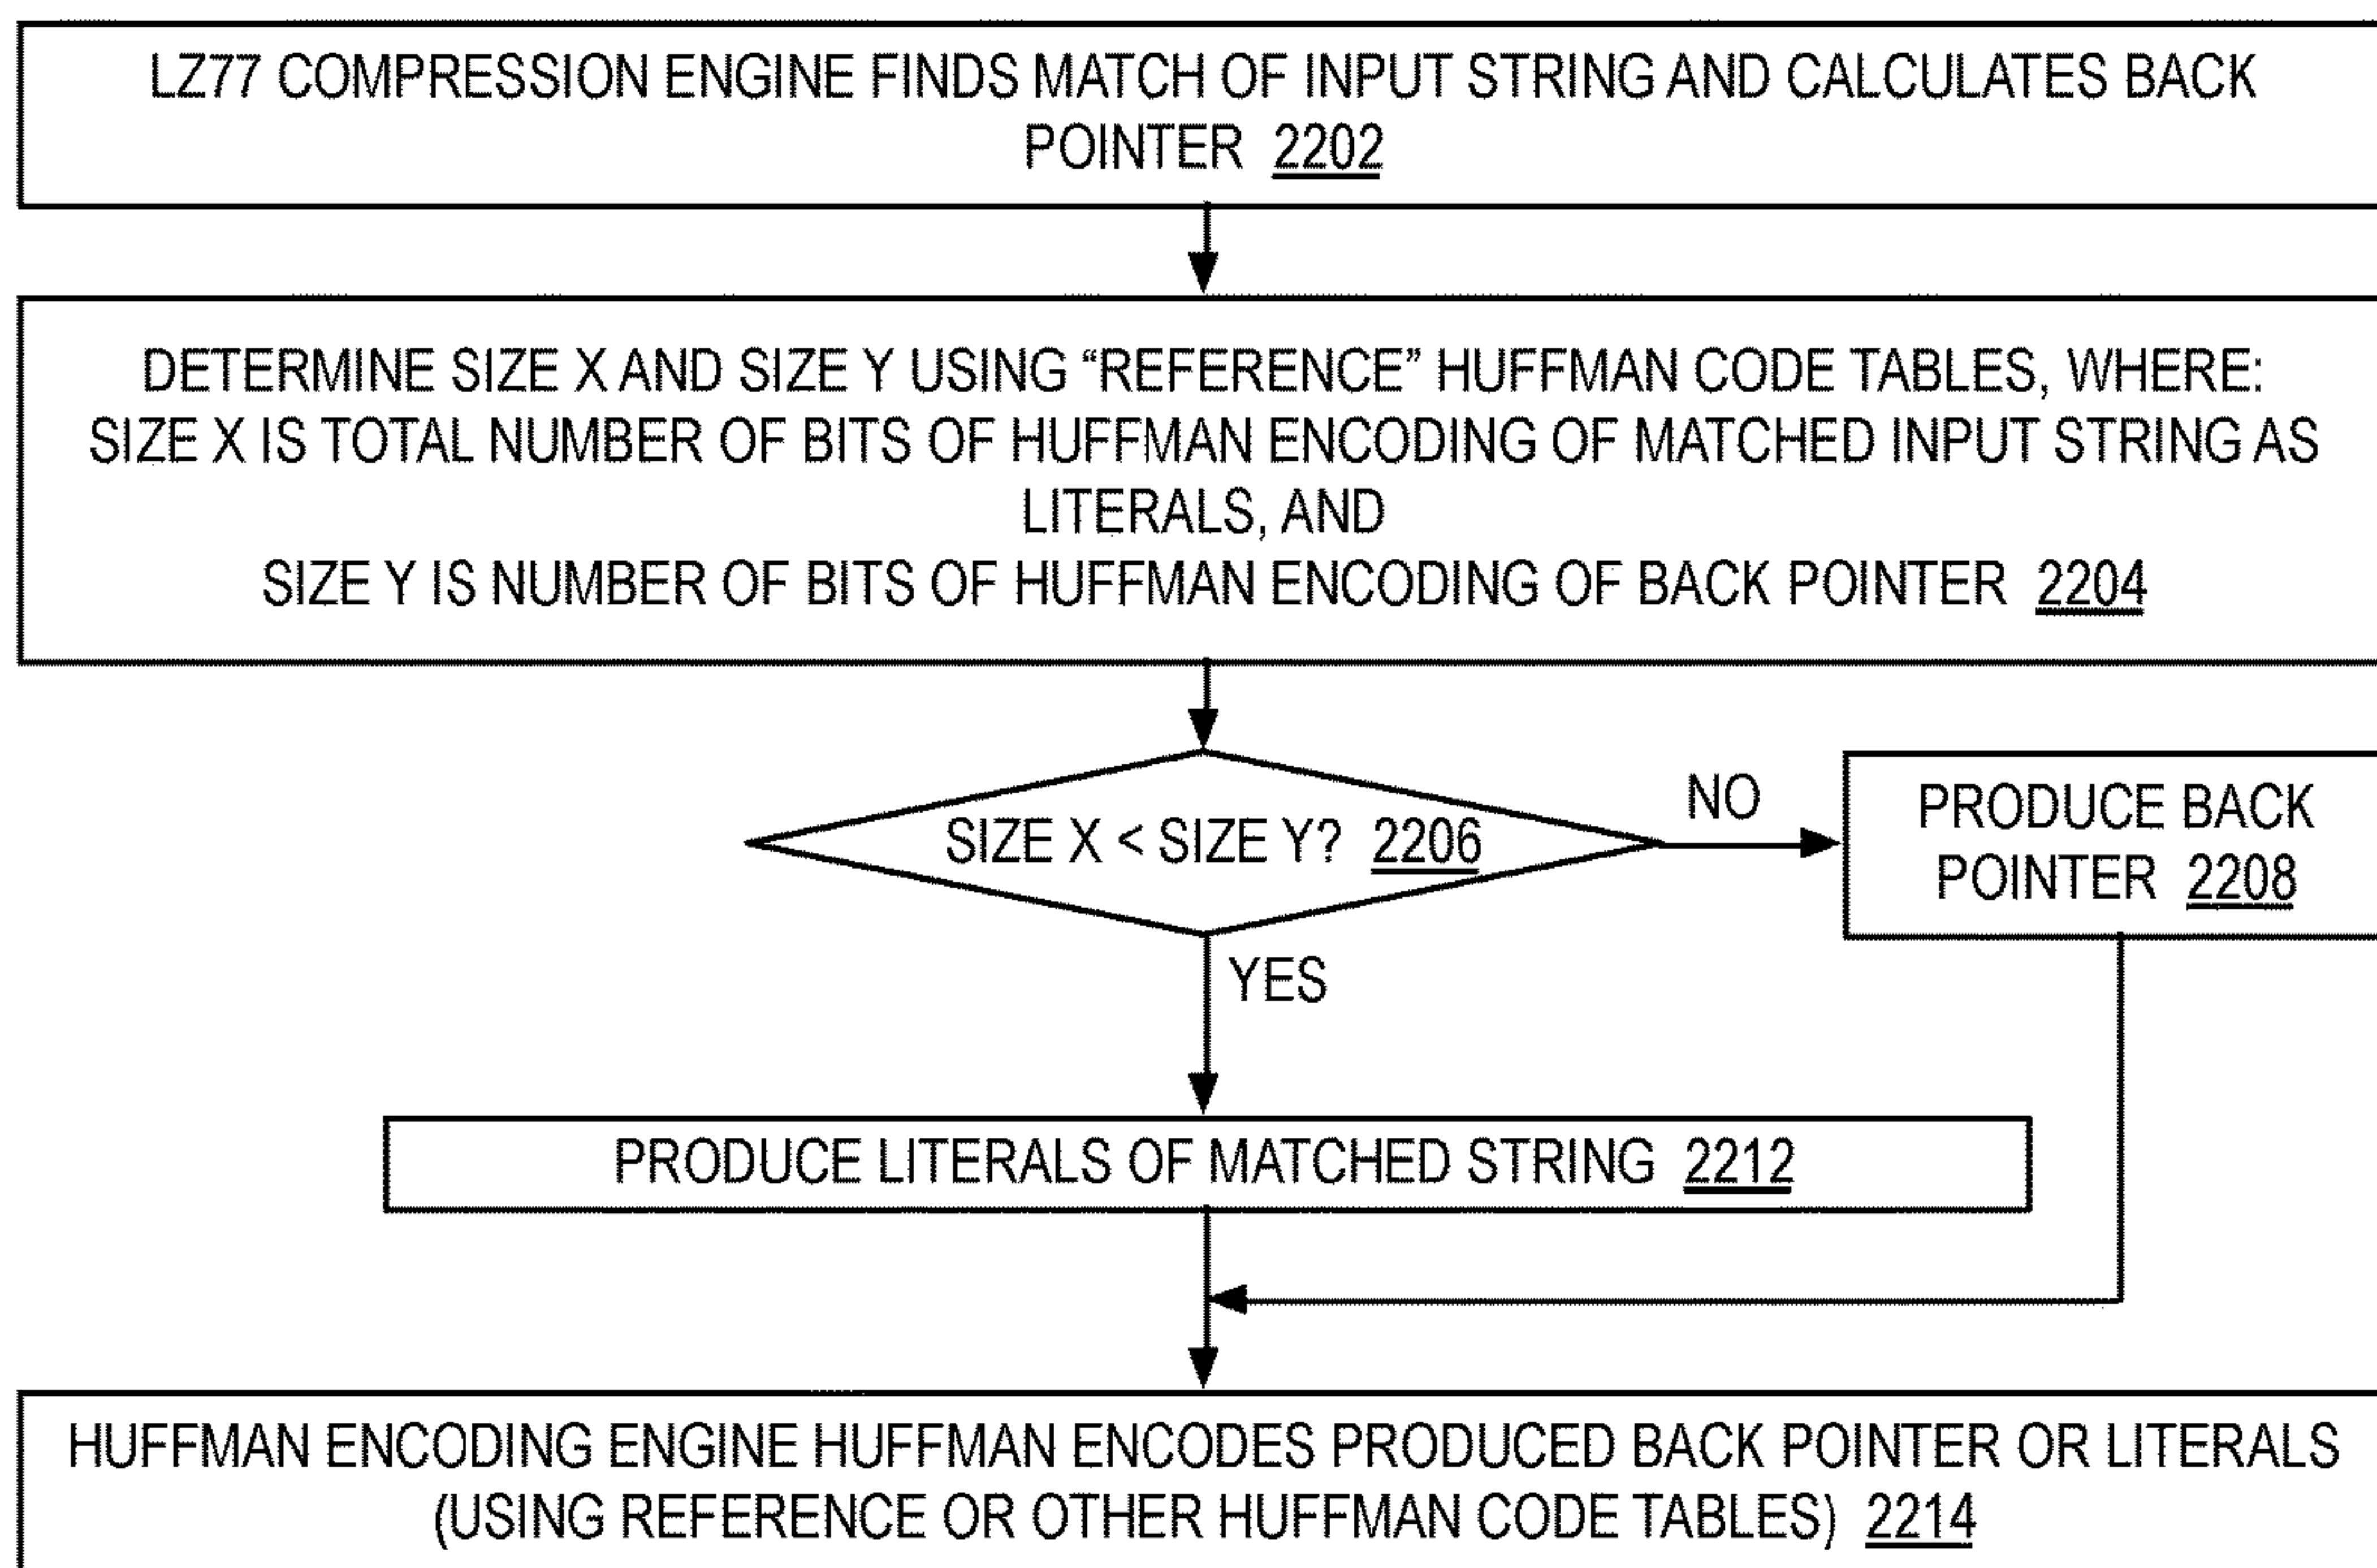 LZ77 COMPRESSION ENGINE FINDS MATCH OF INPUT STRING AND CALCULATES BACK
POINTER 2202
DETERMINE SIZE X AND SIZE Y USING “REFERENCE” HUFFMAN CODE TABLES, WHERE:
SIZE X IS TOTAL NUMBER OF BITS OF HUFFMAN ENCODING OF MATCHED INPUT STRING AS
LITERALS, AND
SIZE Y IS NUMBER OF BITS OF HUFFMAN ENCODING OF BACK POINTER 2204
SIZE X < SIZE Y? 2206
NO
PRODUCE BACK
POINTER 2208
YES
PRODUCE LITERALS OF MATCHED STRING 2212
HUFFMAN ENCODING ENGINE HUFFMAN ENCODES PRODUCED BACK POINTER OR LITERALS
(USING REFERENCE OR OTHER HUFFMAN CODE TABLES) 2214